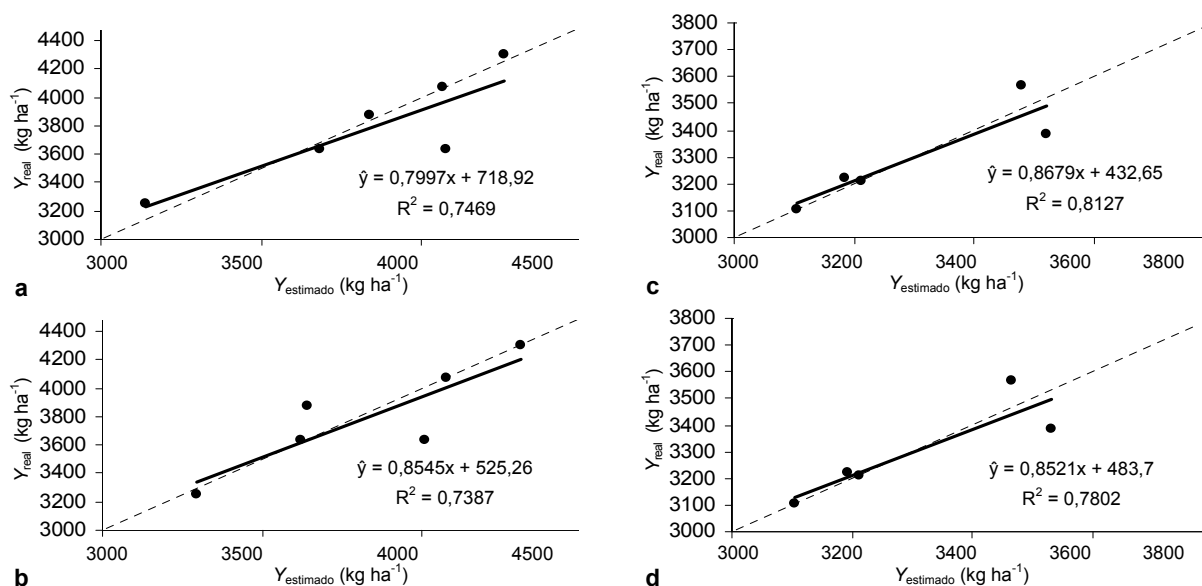 4400
4200
4000
3800
3600
3400
3200
3000
Y_real (kg ha⁻¹)
ŷ = 0,7997x + 718,92
R² = 0,7469
3000 3500 4000 4500
Y_estimado (kg ha⁻¹)
a
3800
3700
3600
3500
3400
3300
3200
3100
3000
Y_real (kg ha⁻¹)
ŷ = 0,8679x + 432,65
R² = 0,8127
3000 3200 3400 3600 3800
Y_estimado (kg ha⁻¹)
c
4400
4200
4000
3800
3600
3400
3200
3000
Y_real (kg ha⁻¹)
ŷ = 0,8545x + 525,26
R² = 0,7387
3000 3500 4000 4500
Y_estimado (kg ha⁻¹)
b
3800
3700
3600
3500
3400
3300
3200
3100
3000
Y_real (kg ha⁻¹)
ŷ = 0,8521x + 483,7
R² = 0,7802
3000 3200 3400 3600 3800
Y_estimado (kg ha⁻¹)
d